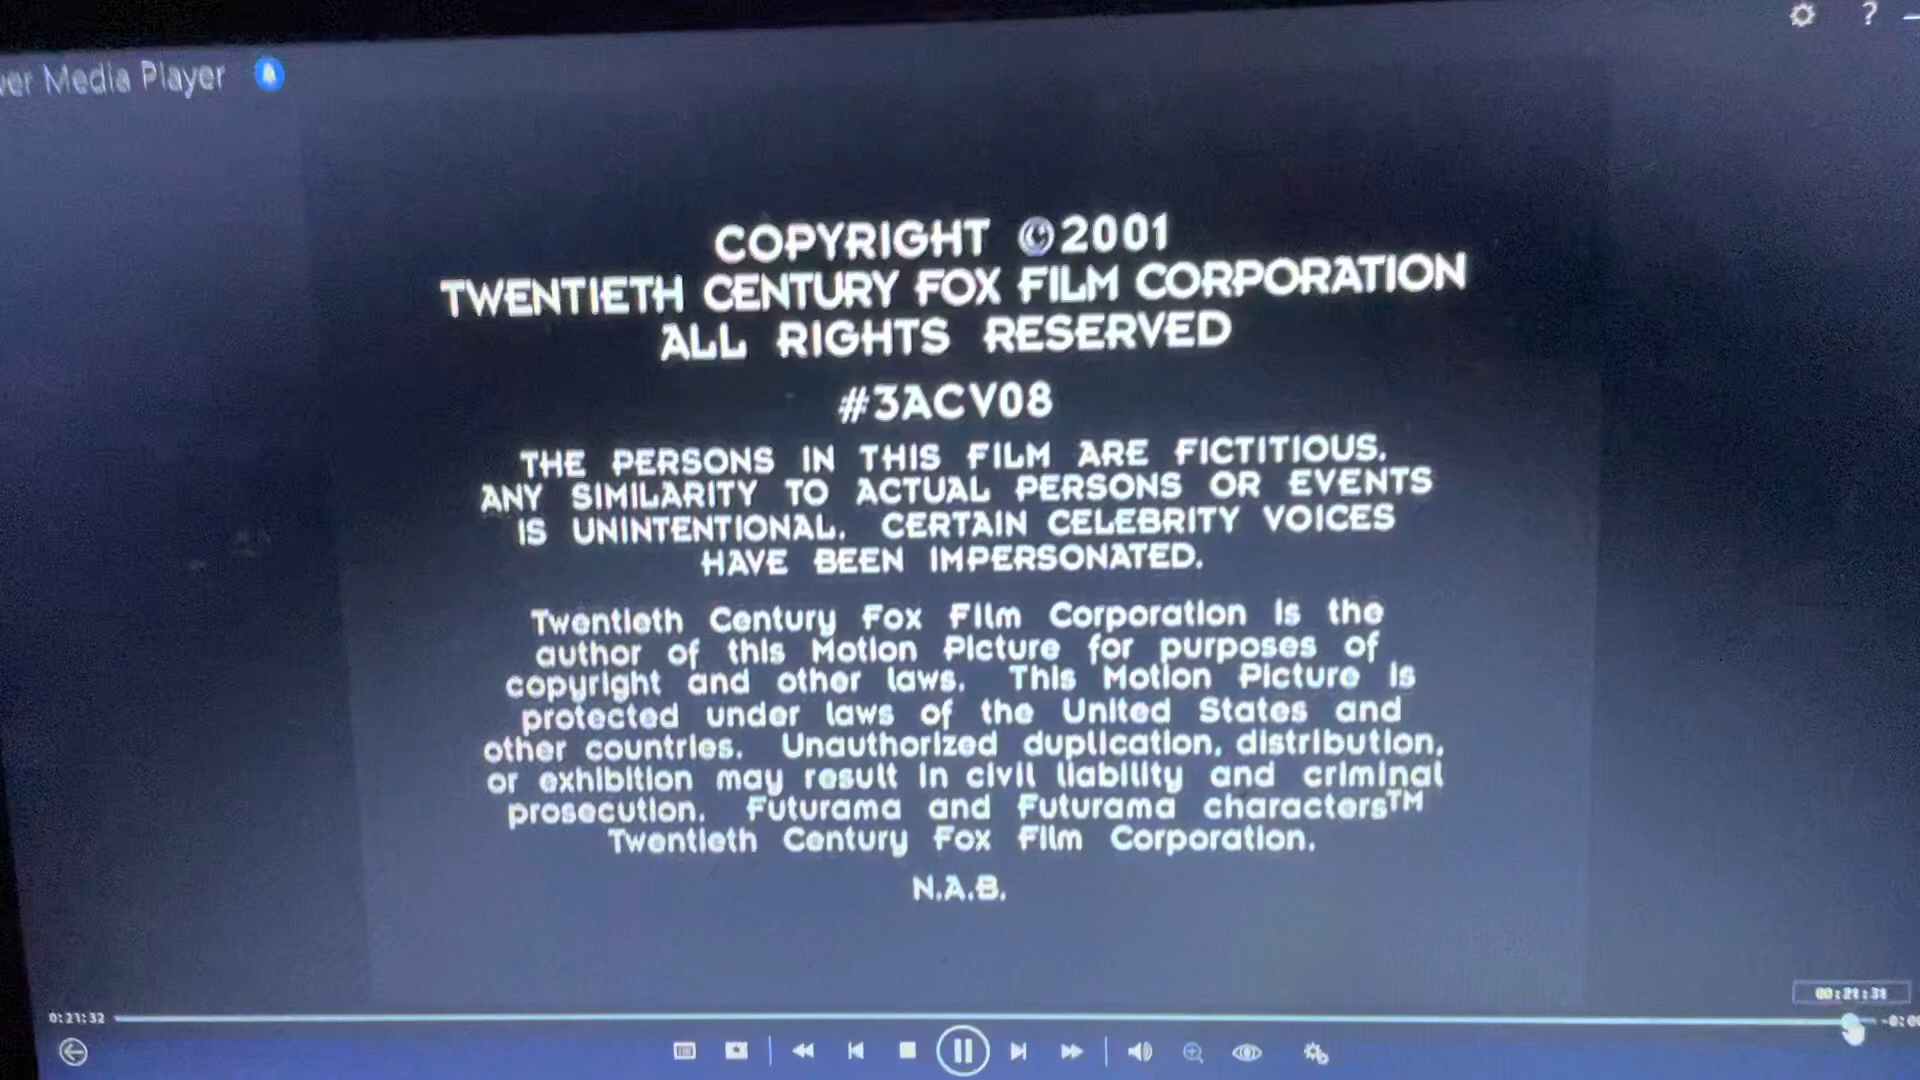 Media Player
?
COPYRIGHT ©2001
TWENTIETH CENTURY FOX FILM CORPORATION
ALL RIGHTS RESERVED
#3ACV08
THE PERSONS IN THIS FILM ARE FICTITIOUS.
ANY SIMILARITY TO ACTUAL PERSONS OR EVENTS
IS UNINTENTIONAL. CERTAIN CELEBRITY VOICES
HAVE BEEN IMPERSONATED.
Twentieth Century Fox Film Corporation is the
author of this Motion Picture for purposes of
copyright and other laws. This Motion Picture is
protected under laws of the United States and
other countries. Unauthorized duplication, distribution,
or exhibition may result in civil liability and criminal
prosecution. Futurama and Futurama characters™
Twentieth Century Fox Film Corporation.
N.A.B.
00:21:31
0:21:32